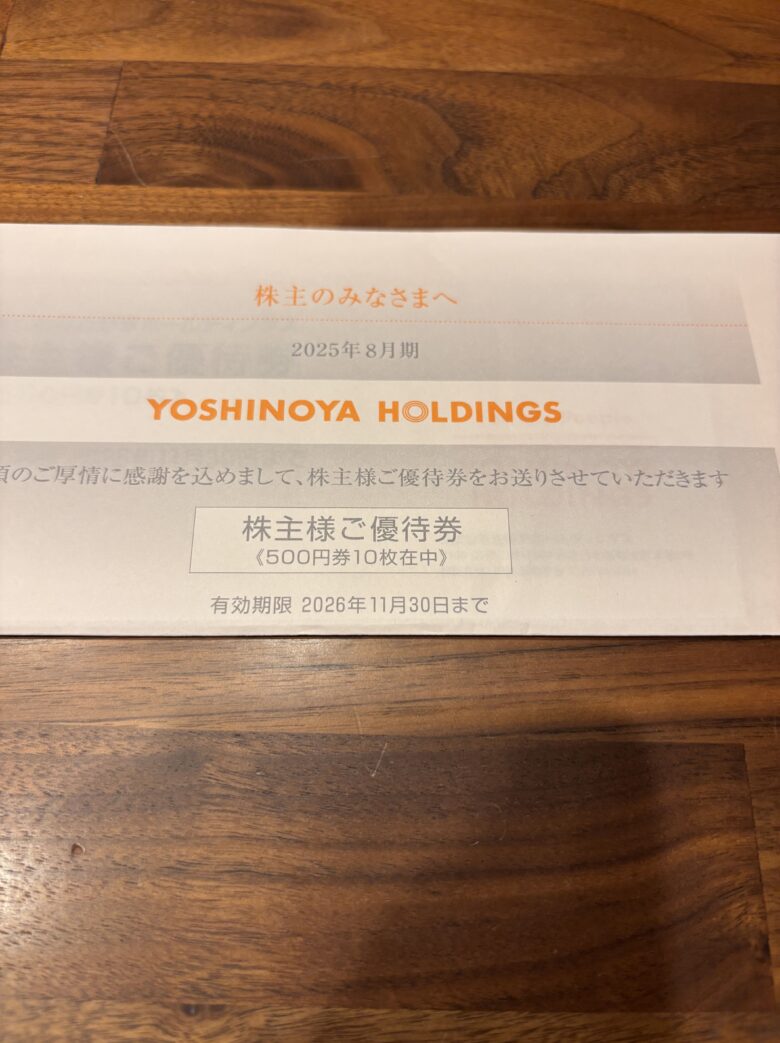 株主のみなさまへ
2025年8月期
YOSHINOYA HOLDINGS
のご厚情に感謝を込めまして、株主様ご優待券をお送りさせていただきます
株主様ご優待券
《500円券10枚在中》
有効期限 2026年11月30日まで